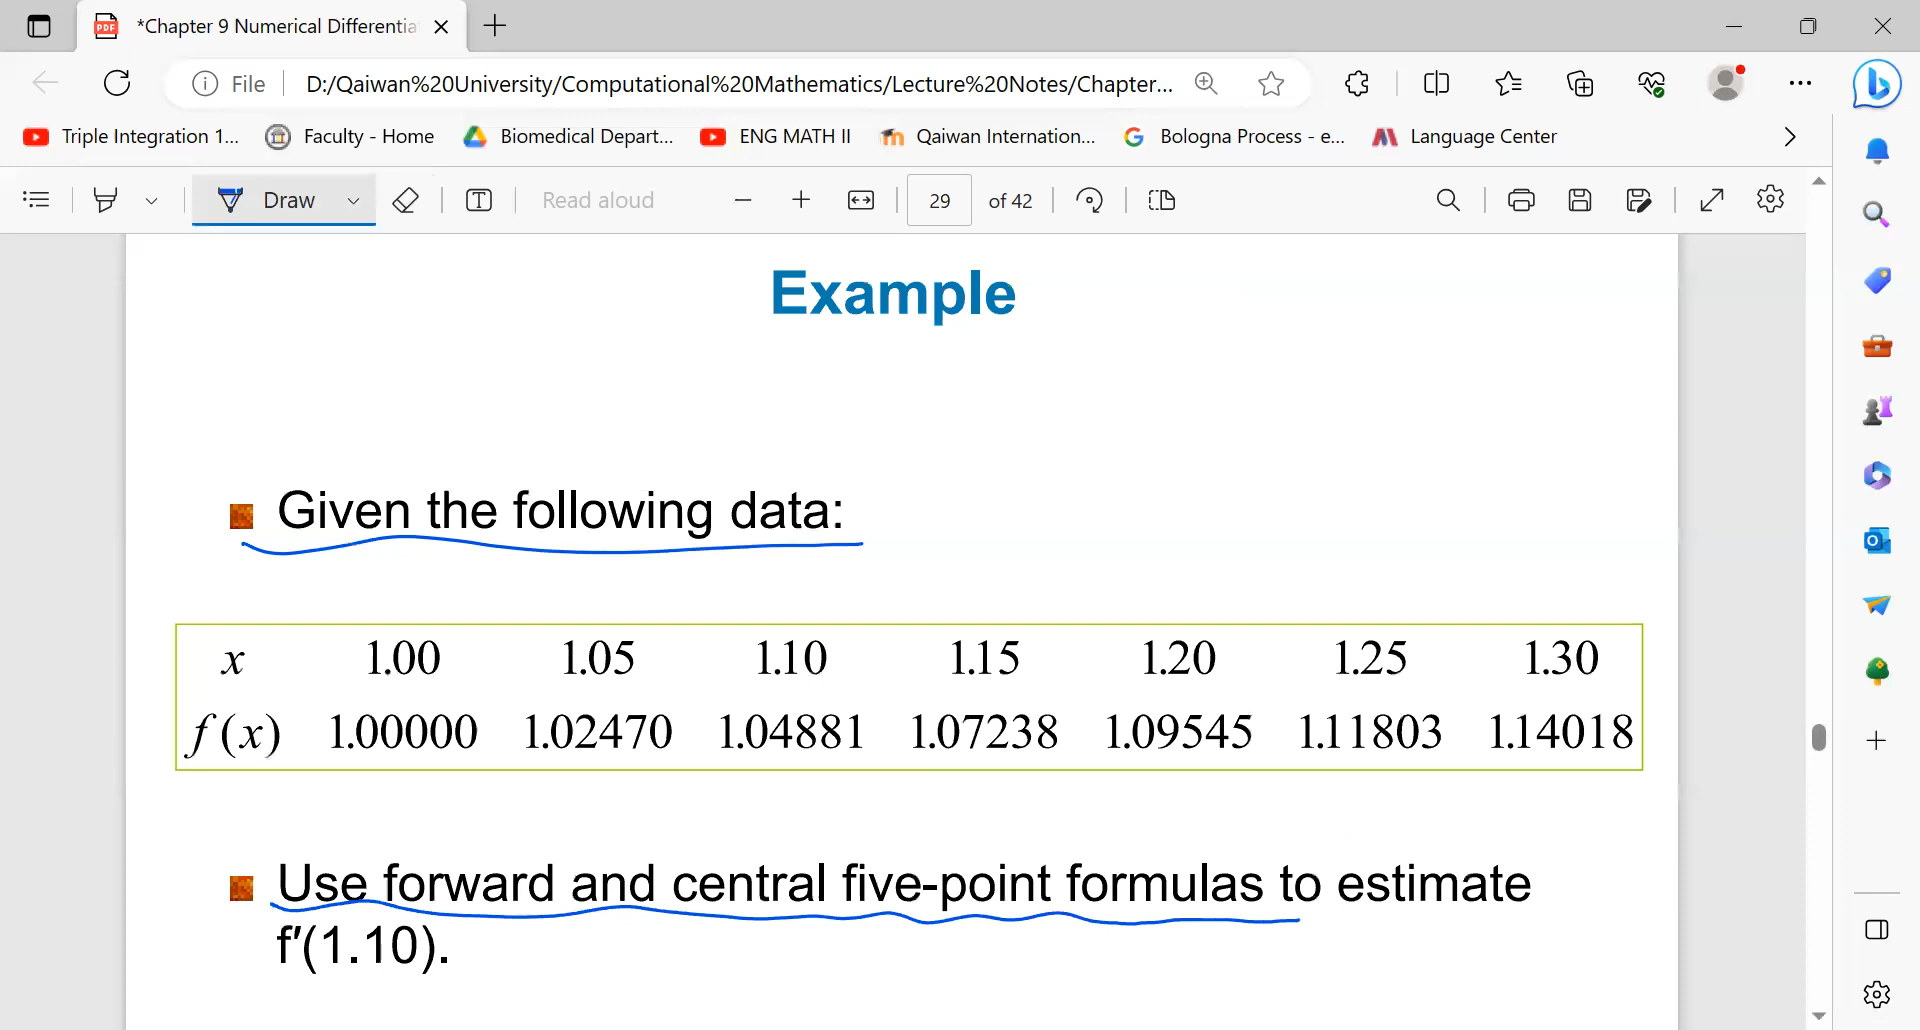 *Chapter 9 Numerical Differentia
File D:/Qaiwan%20University/Computational%20Mathematics/Lecture%20Notes/Chapter...
Triple Integration 1... Faculty - Home Biomedical Depart... ENG MATH II Qaiwan Internation... Bologna Process - e... Language Center
Draw Read aloud 29 of 42
Example
Given the following data:
x 1.00 1.05 1.10 1.15 1.20 1.25 1.30
f(x) 1.00000 1.02470 1.04881 1.07238 1.09545 1.11803 1.14018
Use forward and central five-point formulas to estimate
f′(1.10).